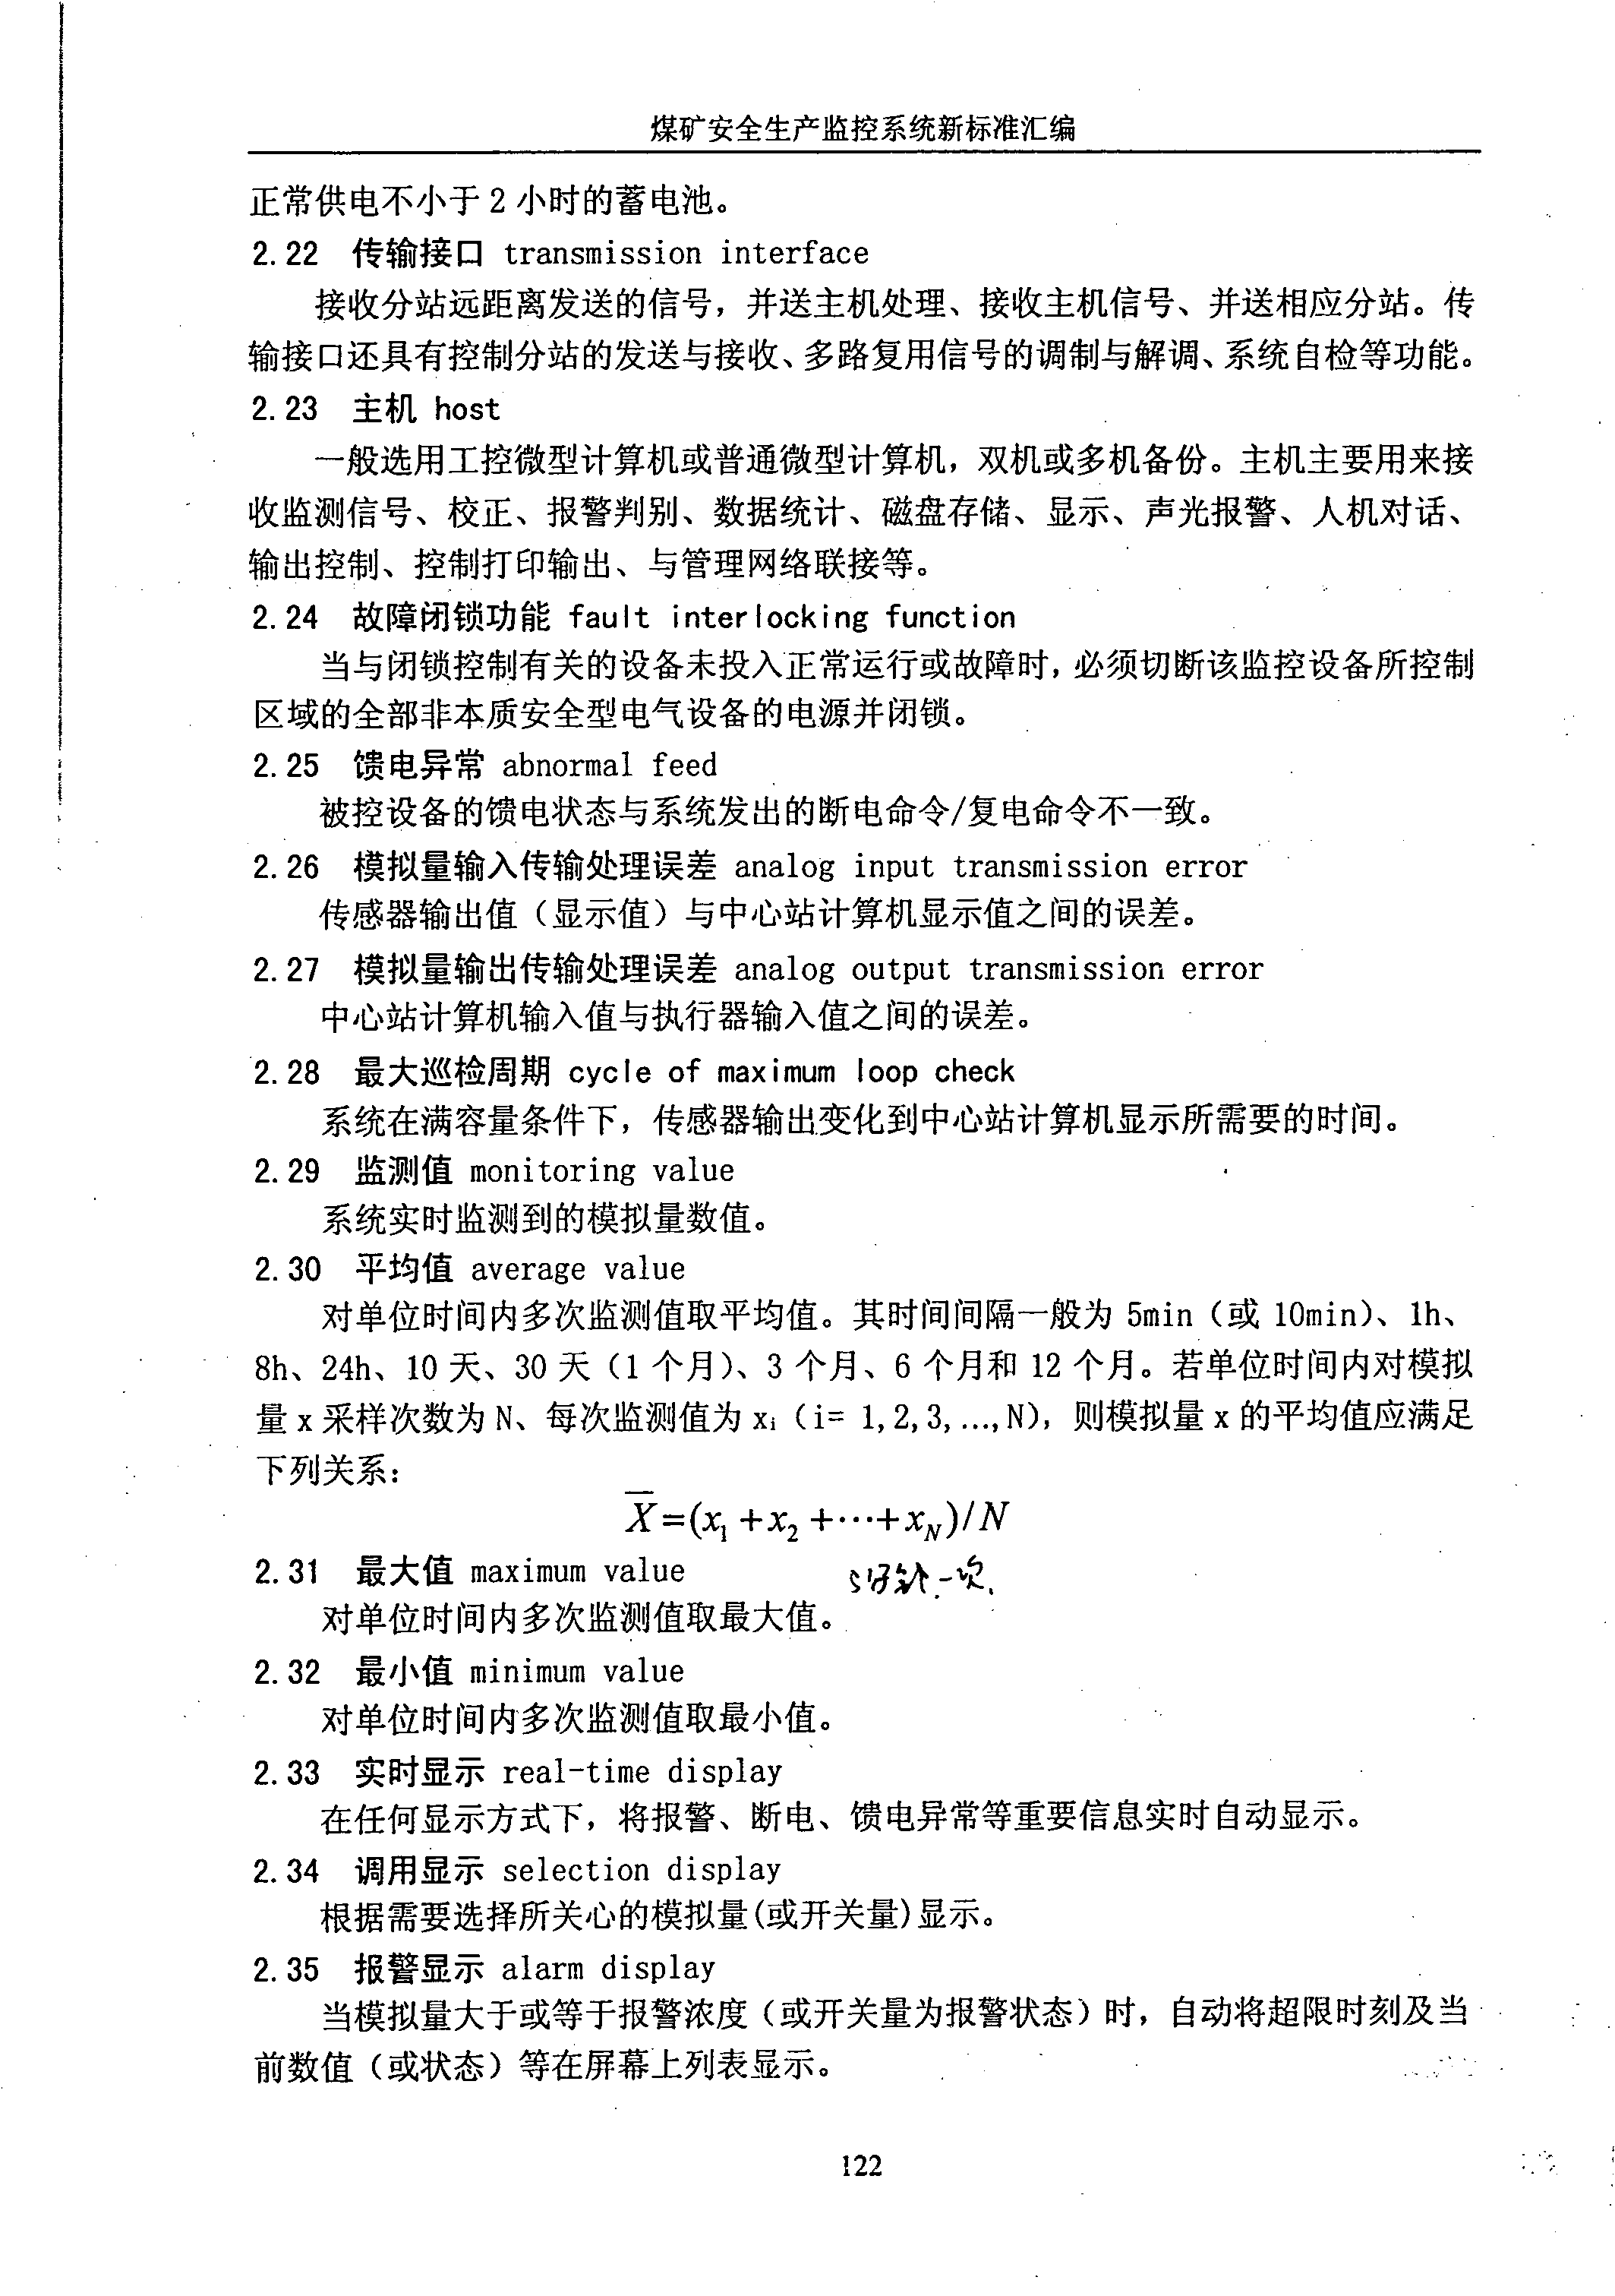 煤矿安全生产监控系统新标准汇编
正常供电不小于 2 小时的蓄电池。
2.22 传输接口 transmission interface
接收分站远距离发送的信号，并送主机处理、接收主机信号、并送相应分站。传
输接口还具有控制分站的发送与接收、多路复用信号的调制与解调、系统自检等功能。
2.23 主机 host
一般选用工控微型计算机或普通微型计算机，双机或多机备份。主机主要用来接
收监测信号、校正、报警判别、数据统计、磁盘存储、显示、声光报警、人机对话、
输出控制、控制打印输出、与管理网络联接等。
2.24 故障闭锁功能 fault interlocking function
当与闭锁控制有关的设备未投入正常运行或故障时，必须切断该监控设备所控制
区域的全部非本质安全型电气设备的电源并闭锁。
2.25 馈电异常 abnormal feed
被控设备的馈电状态与系统发出的断电命令/复电命令不一致。
2.26 模拟量输入传输处理误差 analog input transmission error
传感器输出值（显示值）与中心站计算机显示值之间的误差。
2.27 模拟量输出传输处理误差 analog output transmission error
中心站计算机输入值与执行器输入值之间的误差。
2.28 最大巡检周期 cycle of maximum loop check
系统在满容量条件下，传感器输出变化到中心站计算机显示所需要的时间。
2.29 监测值 monitoring value
系统实时监测到的模拟量数值。
2.30 平均值 average value
对单位时间内多次监测值取平均值。其时间间隔一般为 5min（或 10min）、1h、
8h、24h、10 天、30 天（1 个月）、3 个月、6 个月和 12 个月。若单位时间内对模拟
量 x 采样次数为 N、每次监测值为 xᵢ（i= 1,2,3,…,N），则模拟量 x 的平均值应满足
下列关系：
X̅=(x₁+x₂+⋯+x_N)/N
2.31 最大值 maximum value
一次.
对单位时间内多次监测值取最大值。
2.32 最小值 minimum value
对单位时间内多次监测值取最小值。
2.33 实时显示 real-time display
在任何显示方式下，将报警、断电、馈电异常等重要信息实时自动显示。
2.34 调用显示 selection display
根据需要选择所关心的模拟量(或开关量)显示。
2.35 报警显示 alarm display
当模拟量大于或等于报警浓度（或开关量为报警状态）时，自动将超限时刻及当
前数值（或状态）等在屏幕上列表显示。
122